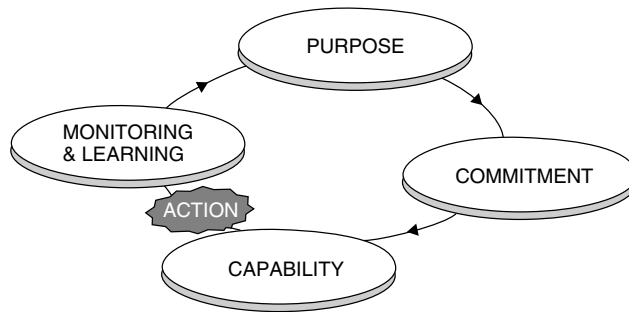 PURPOSE
MONITORING
& LEARNING
COMMITMENT
ACTION
CAPABILITY